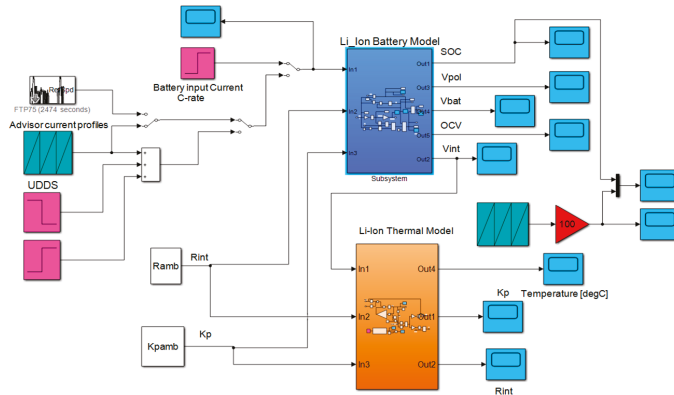 Li_Ion Battery Model
SOC
Out1
Vpol
Out3
Vbat
Out4
OCV
Vint
Out2
In1
In2
In3
Subsystem
Battery input Current
C-rate
FTP75 (2474 seconds)
Advisor current profiles
UDDS
100
Li-Ion Thermal Model
Ramb
Rint
In1
Out4
Temperature [degC]
Kp
In2
Out1
Kpamb
Kp
In3
Out2
Rint